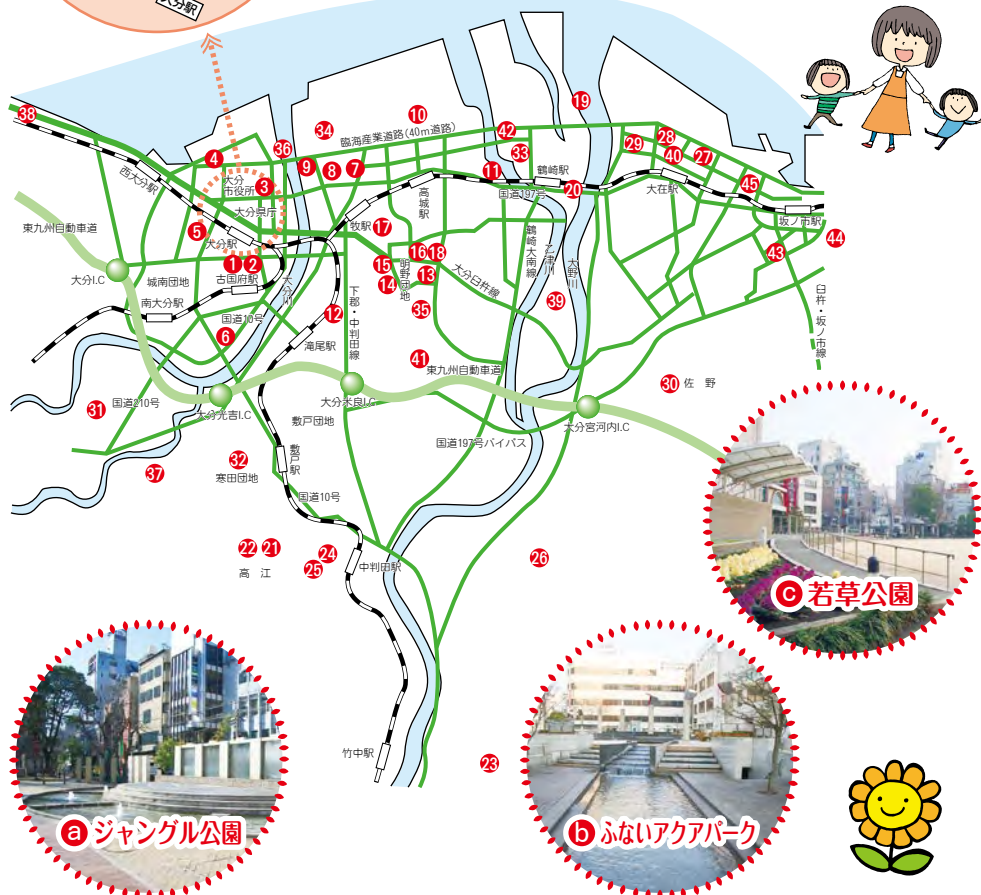 大分駅
38
19
10
42
34
臨海産業道路(40m道路)
36
33
28
29
40
27
4
9
8
7
11
鶴崎駅
西大分駅
大分
市役所
3
高城駅
国道197号
20
大在駅
45
大分県庁
坂ノ市駅
5
大分駅
牧駅
17
44
東九州自動車道
1
2
16
18
43
古国府駅
15
明野団地
13
大分臼杵線
鶴崎大南線
乙津川
大野川
大分I.C
城南団地
14
南大分駅
大分川
下郡・中判田線
35
39
臼杵・坂ノ市線
国道10号
12
6
滝尾駅
41
東九州自動車道
30
佐野
31
国道210号
大分光吉I.C
大分米良I.C
大分宮河内I.C
敷戸団地
国道197号バイパス
37
32
寒田団地
敷戸駅
国道10号
22
21
高江
24
25
中判田駅
26
c 若草公園
竹中駅
23
a ジャングル公園
b ふないアクアパーク